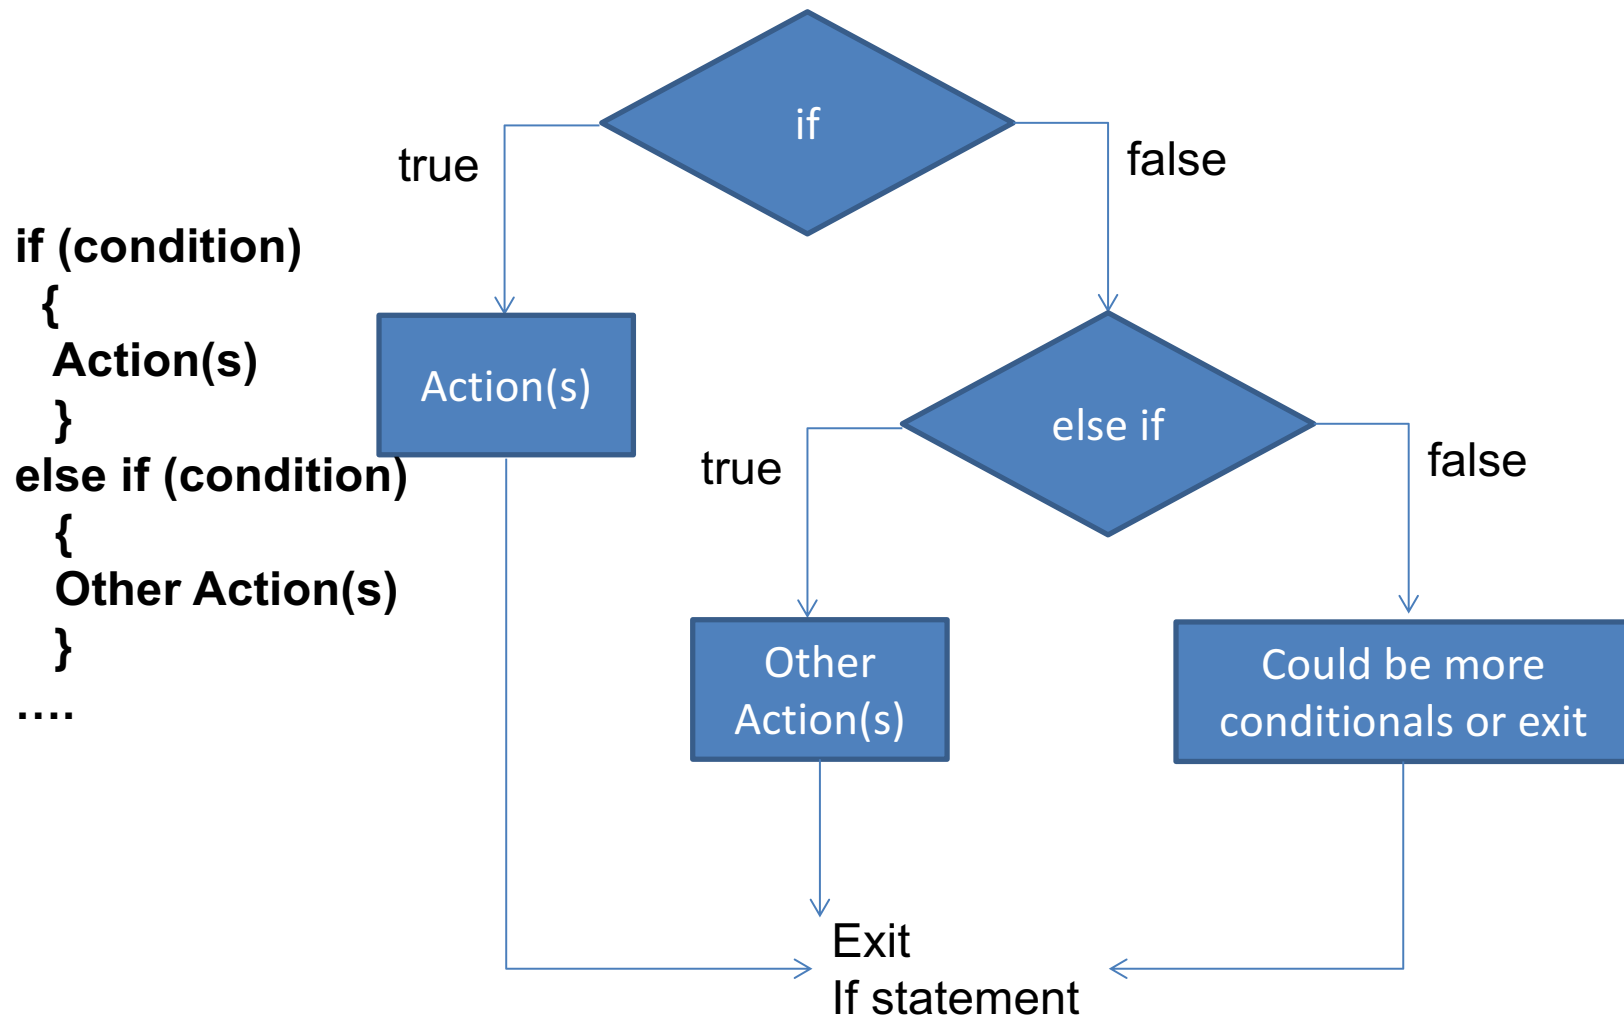 if (condition)
{
Action(s)
}
else if (condition)
{
Other Action(s)
}
....
if
true
false
Action(s)
else if
true
false
Other
Action(s)
Could be more
conditionals or exit
Exit
If statement